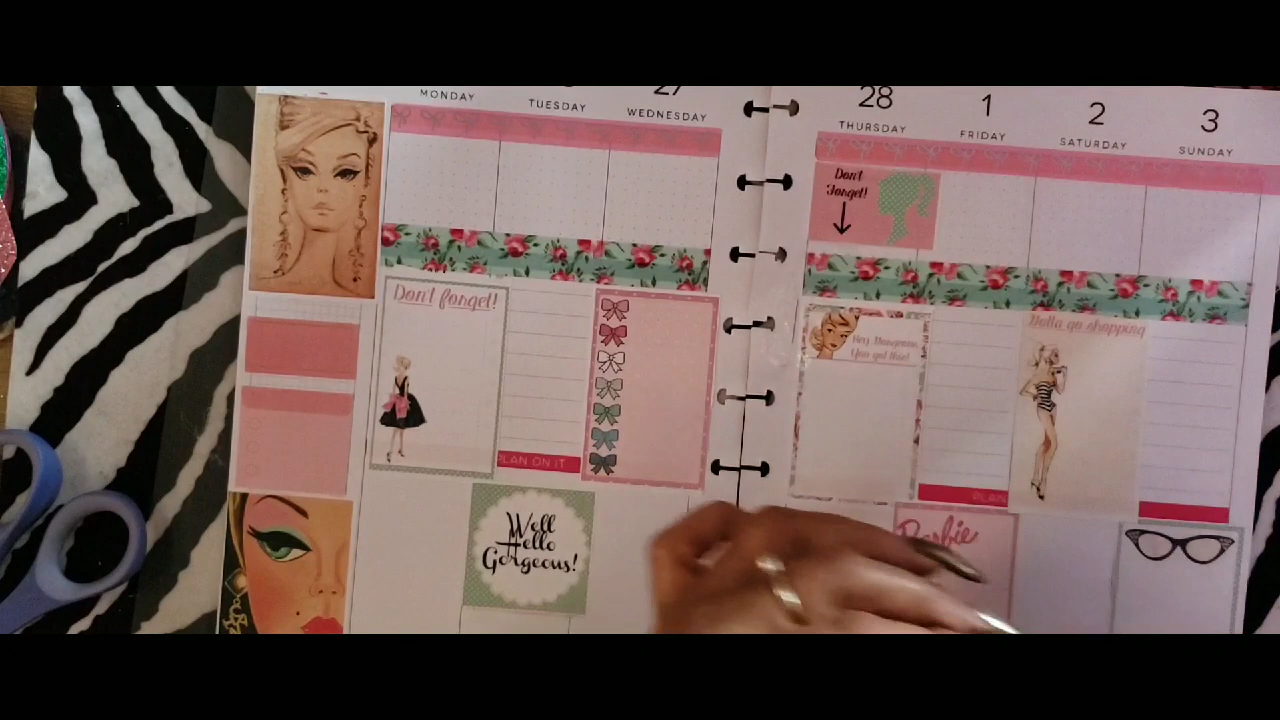 MONDAY
TUESDAY
27
WEDNESDAY
28
THURSDAY
1
FRIDAY
2
SATURDAY
3
SUNDAY
Don't
Forget!
Don't forget!
Hey Gorgeous,
You got this!
Gotta go shopping
PLAN ON IT
PLAN
Well
Hello
Gorgeous!
Barbie